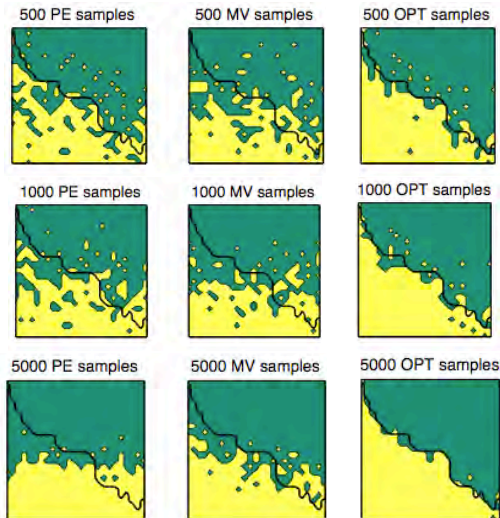 500 PE samples
500 MV samples
500 OPT samples
1000 PE samples
1000 MV samples
1000 OPT samples
5000 PE samples
5000 MV samples
5000 OPT samples